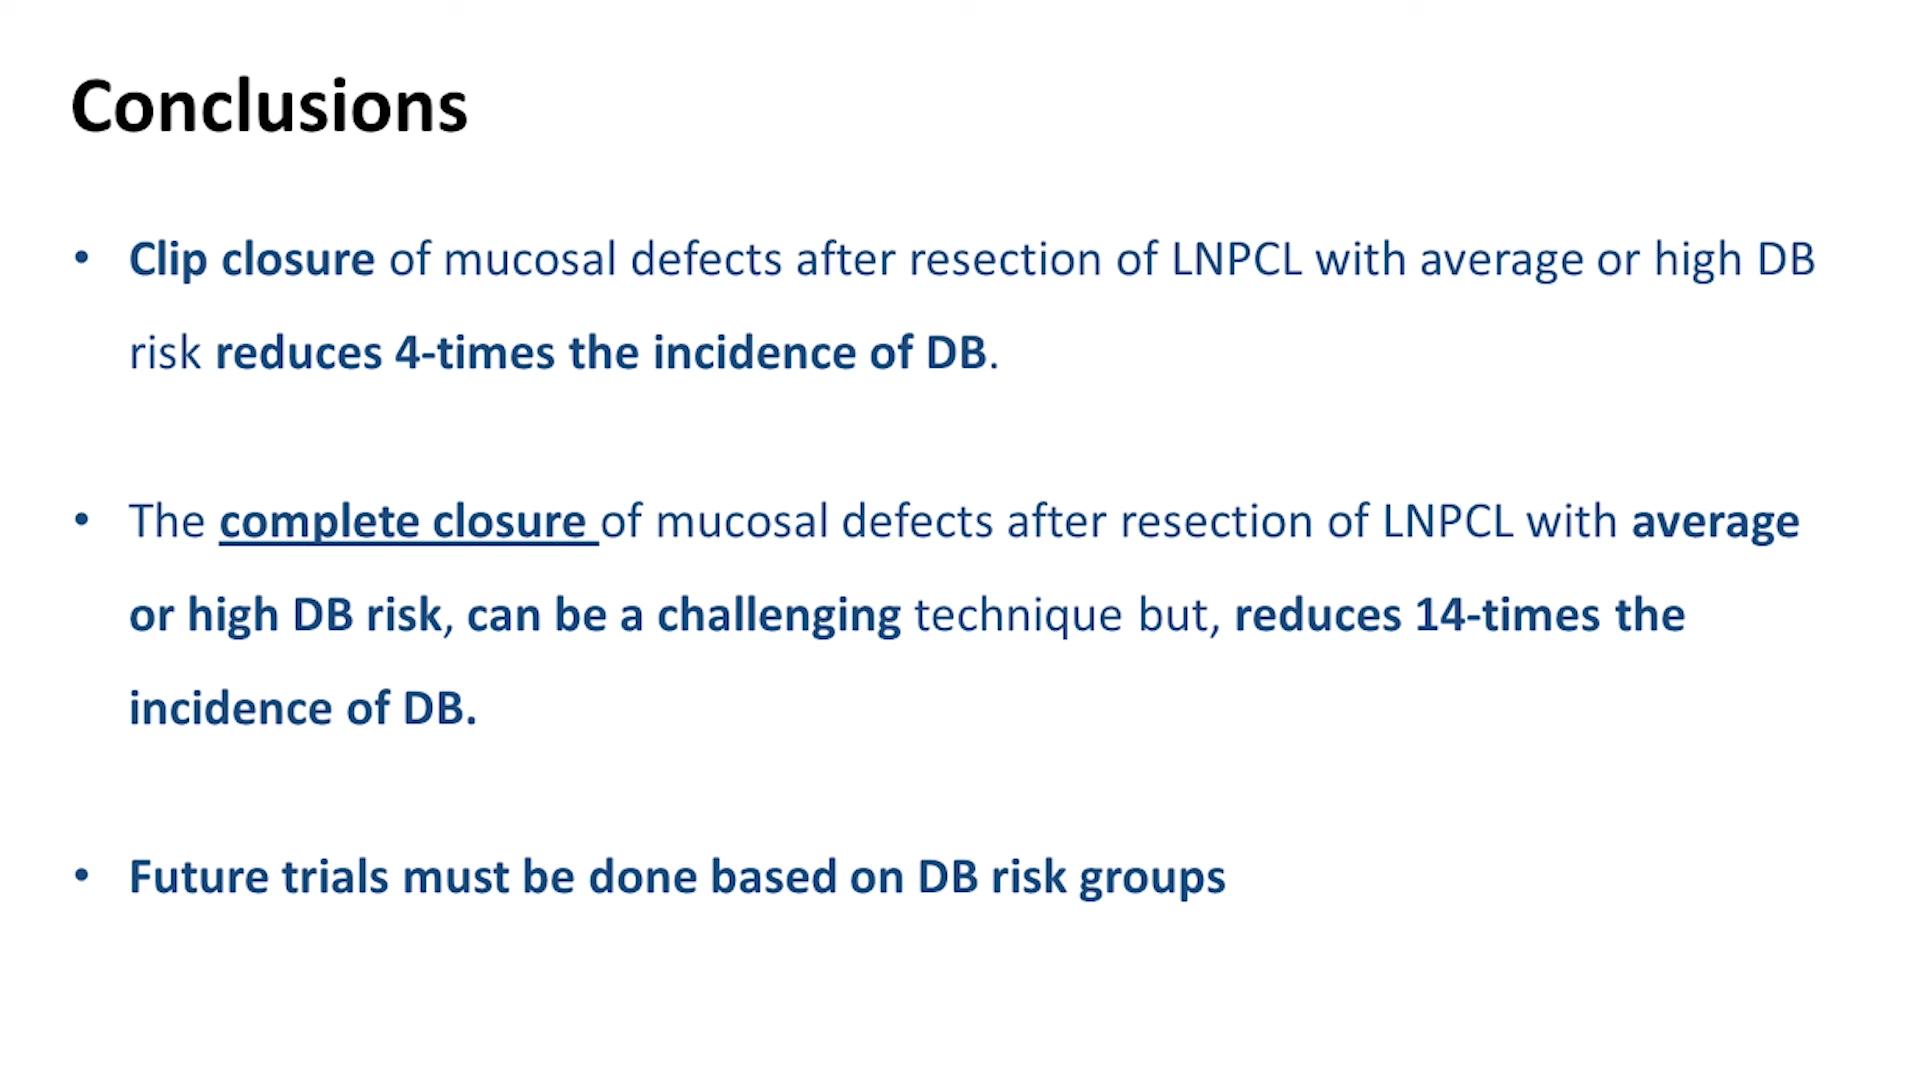 Conclusions
• Clip closure of mucosal defects after resection of LNPCL with average or high DB
risk reduces 4-times the incidence of DB.
• The complete closure of mucosal defects after resection of LNPCL with average
or high DB risk, can be a challenging technique but, reduces 14-times the
incidence of DB.
• Future trials must be done based on DB risk groups